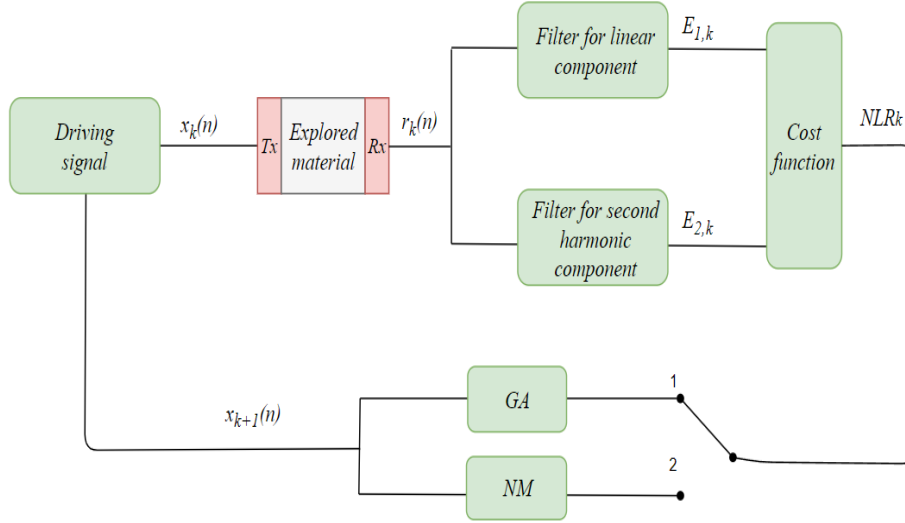 Filter for linear
component
E1,k
Driving
signal
xk(n)
Tx
Explored
material
Rx
rk(n)
Cost
function
NLRk
Filter for second
harmonic
component
E2,k
xk+1(n)
GA
1
NM
2